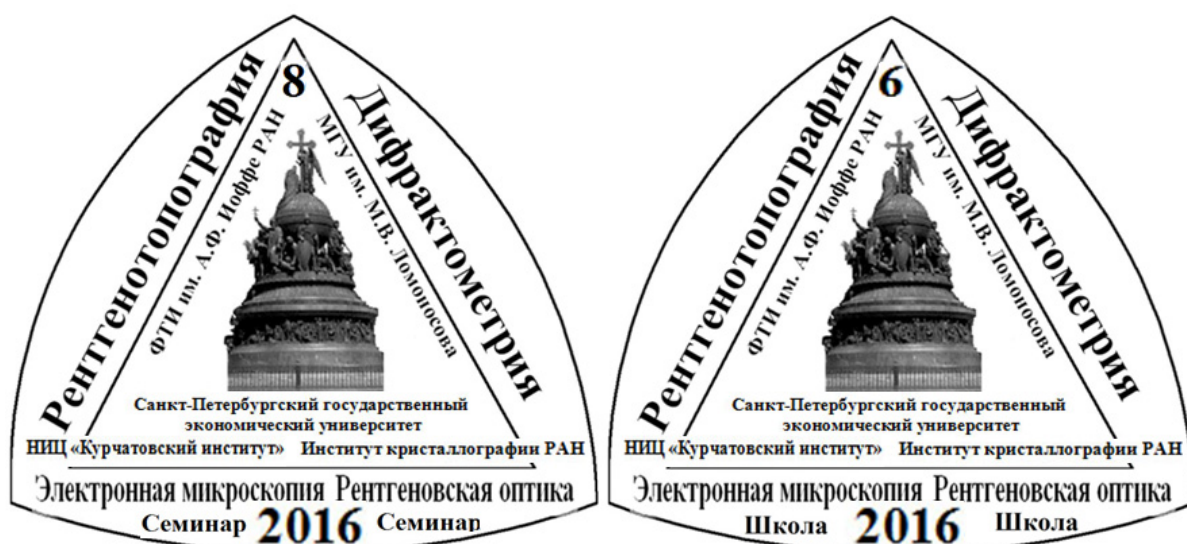 8
Рентгенотопография
Дифрактометрия
ФТИ им. А.Ф. Иоффе РАН
МГУ им. М.В. Ломоносова
Санкт-Петербургский государственный
экономический университет
НИЦ «Курчатовский институт» Институт кристаллографии РАН
Электронная микроскопия Рентгеновская оптика
Семинар 2016 Семинар
6
Рентгенотопография
Дифрактометрия
ФТИ им. А.Ф. Иоффе РАН
МГУ им. М.В. Ломоносова
Санкт-Петербургский государственный
экономический университет
НИЦ «Курчатовский институт» Институт кристаллографии РАН
Электронная микроскопия Рентгеновская оптика
Школа 2016 Школа